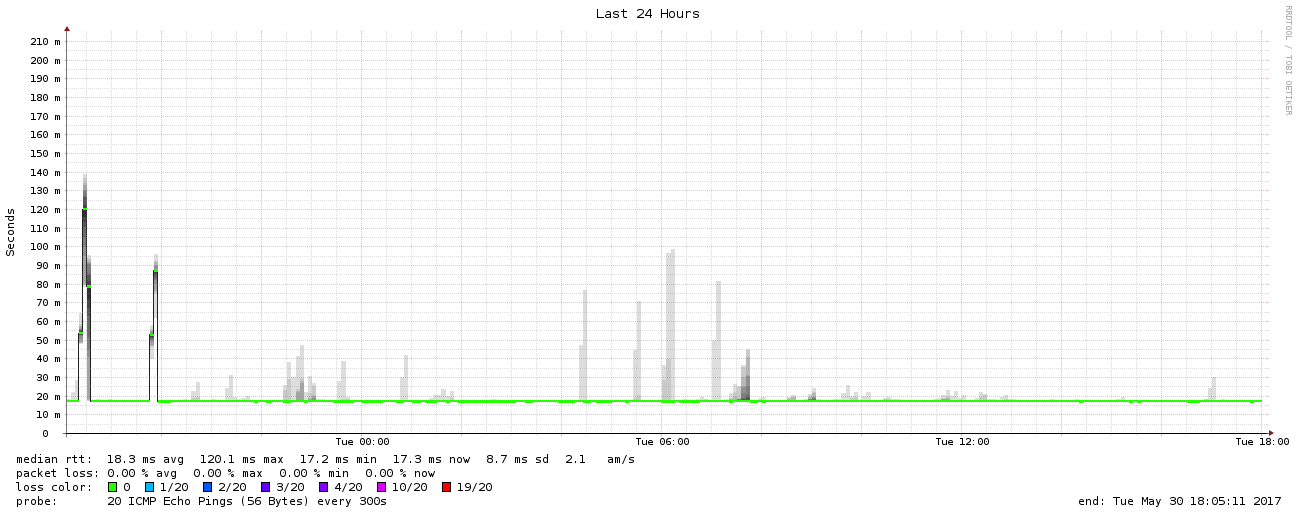 Last 24 Hours
RRDTOOL / TOBI OETIKER
Seconds
210 m
200 m
190 m
180 m
170 m
160 m
150 m
140 m
130 m
120 m
110 m
100 m
90 m
80 m
70 m
60 m
50 m
40 m
30 m
20 m
10 m
0
Tue 00:00 Tue 06:00 Tue 12:00 Tue 18:00
median rtt: 18.3 ms avg 120.1 ms max 17.2 ms min 17.3 ms now 8.7 ms sd 2.1 am/s
packet loss: 0.00 % avg 0.00 % max 0.00 % min 0.00 % now
loss color: 0 1/20 2/20 3/20 4/20 10/20 19/20
probe: 20 ICMP Echo Pings (56 Bytes) every 300s end: Tue May 30 18:05:11 2017